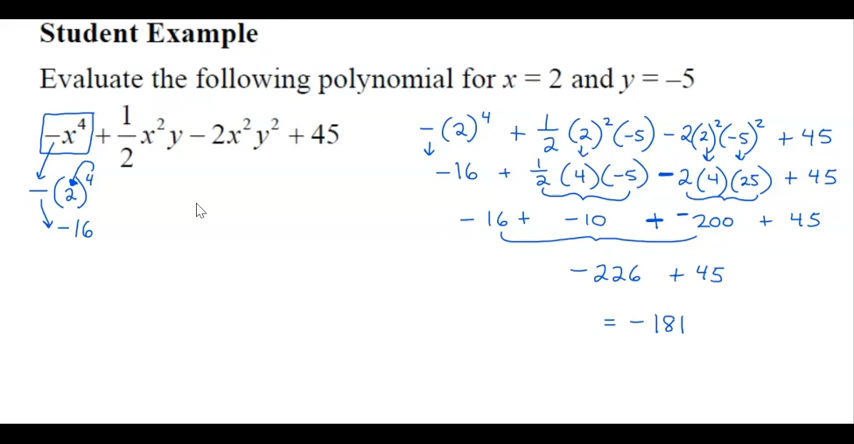 Student Example
Evaluate the following polynomial for x = 2 and y = –5
−x⁴ + 1/2 x²y − 2x²y² + 45
−(2)⁴
−16
−(2)⁴ + 1/2 (2)²(−5) − 2(2)²(−5)² + 45
−16 + 1/2 (4)(−5) − 2(4)(25) + 45
−16 + −10 + −200 + 45
−226 + 45
= −181